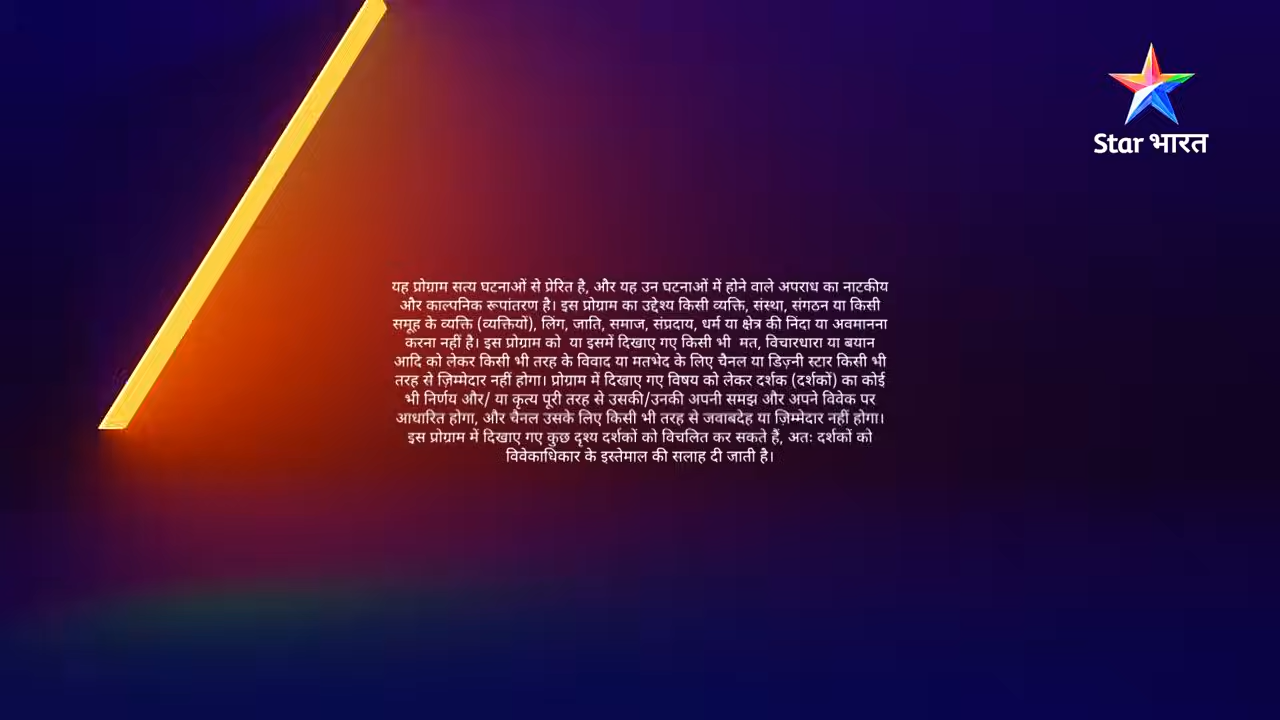 Star भारत
यह प्रोग्राम सत्य घटनाओं से प्रेरित है, और यह उन घटनाओं में होने वाले अपराध का नाटकीय
और काल्पनिक रूपांतरण है। इस प्रोग्राम का उद्देश्य किसी व्यक्ति, संस्था, संगठन या किसी
समूह के व्यक्ति (व्यक्तियों), लिंग, जाति, समाज, संप्रदाय, धर्म या क्षेत्र की निंदा या अवमानना
करना नहीं है। इस प्रोग्राम को या इसमें दिखाए गए किसी भी मत, विचारधारा या बयान
आदि को लेकर किसी भी तरह के विवाद या मतभेद के लिए चैनल या डिज़्नी स्टार किसी भी
तरह से ज़िम्मेदार नहीं होगा। प्रोग्राम में दिखाए गए विषय को लेकर दर्शक (दर्शकों) का कोई
भी निर्णय और/ या कृत्य पूरी तरह से उसकी/उनकी अपनी समझ और अपने विवेक पर
आधारित होगा, और चैनल उसके लिए किसी भी तरह से जवाबदेह या ज़िम्मेदार नहीं होगा।
इस प्रोग्राम में दिखाए गए कुछ दृश्य दर्शकों को विचलित कर सकते हैं, अतः दर्शकों को
विवेकाधिकार के इस्तेमाल की सलाह दी जाती है।